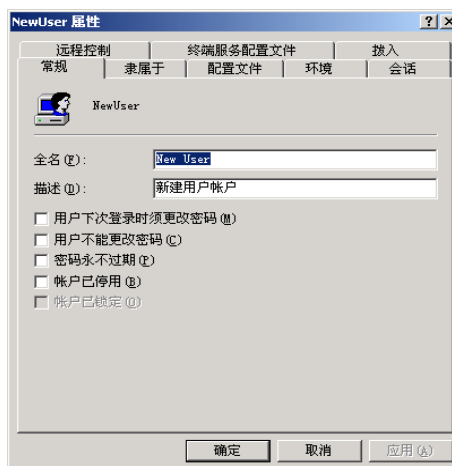 NewUser 属性
远程控制 终端服务配置文件 拨入
常规 隶属于 配置文件 环境 会话
NewUser
全名(F): New User
描述(D): 新建用户帐户
用户下次登录时须更改密码(M)
用户不能更改密码(C)
密码永不过期(P)
帐户已停用(B)
帐户已锁定(O)
确定 取消 应用(A)